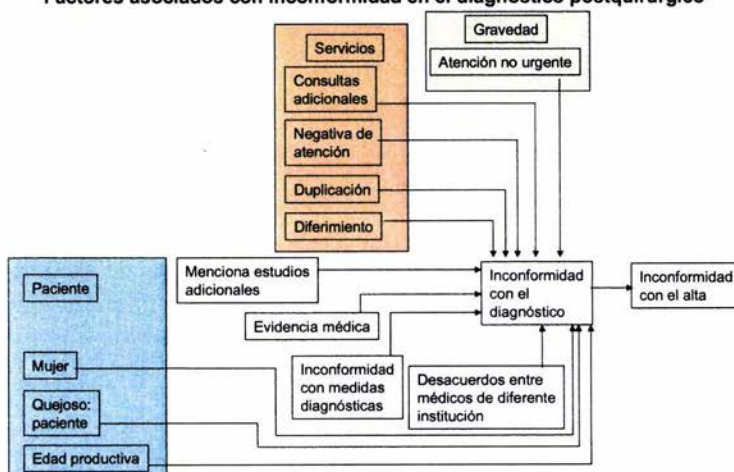 Factores asociados con inconformidad en el diagnóstico postquirúrgico
Servicios
Consultas
adicionales
Negativa de
atención
Duplicación
Diferimiento
Gravedad
Atención no urgente
Paciente
Mujer
Quejoso:
paciente
Edad productiva
Menciona estudios
adicionales
Evidencia médica
Inconformidad
con medidas
diagnósticas
Desacuerdos entre
médicos de diferente
institución
Inconformidad
con el
diagnóstico
Inconformidad
con el alta